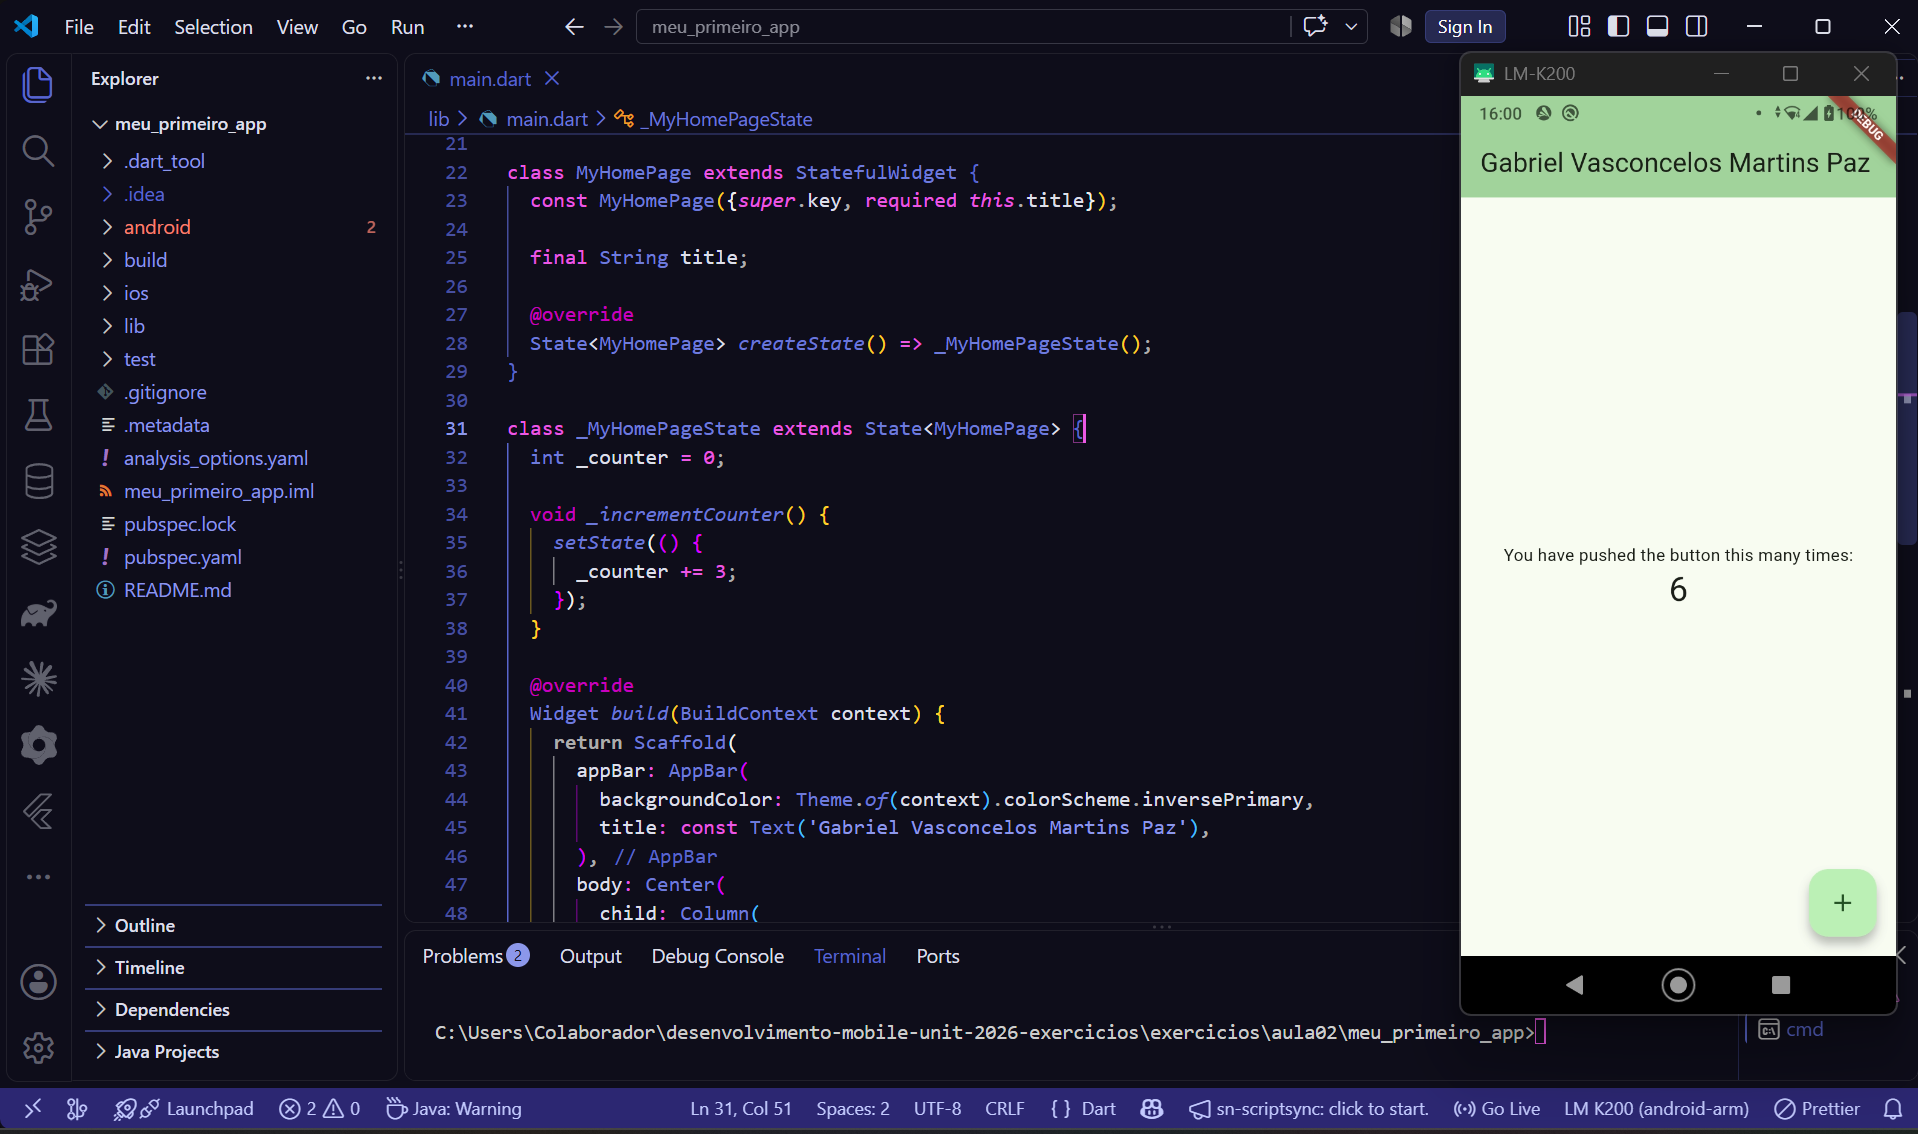 File Edit Selection View Go Run ···
meu_primeiro_app
Sign In
Explorer
meu_primeiro_app
.dart_tool
.idea
android 2
build
ios
lib
test
.gitignore
.metadata
! analysis_options.yaml
meu_primeiro_app.iml
pubspec.lock
! pubspec.yaml
README.md
Outline
Timeline
Dependencies
Java Projects
main.dart
lib > main.dart > _MyHomePageState
21
22 class MyHomePage extends StatefulWidget {
23 const MyHomePage({super.key, required this.title});
24
25 final String title;
26
27 @override
28 State<MyHomePage> createState() => _MyHomePageState();
29 }
30
31 class _MyHomePageState extends State<MyHomePage> {
32 int _counter = 0;
33
34 void _incrementCounter() {
35 setState(() {
36 _counter += 3;
37 });
38 }
39
40 @override
41 Widget build(BuildContext context) {
42 return Scaffold(
43 appBar: AppBar(
44 backgroundColor: Theme.of(context).colorScheme.inversePrimary,
45 title: const Text('Gabriel Vasconcelos Martins Paz'),
46 ), // AppBar
47 body: Center(
48 child: Column(
LM-K200
16:00 100%
DEBUG
Gabriel Vasconcelos Martins Paz
You have pushed the button this many times:
6
+
Problems 2 Output Debug Console Terminal Ports
C:\Users\Colaborador\desenvolvimento-mobile-unit-2026-exercicios\exercicios\aula02\meu_primeiro_app>
cmd
Launchpad 2 0 Java: Warning Ln 31, Col 51 Spaces: 2 UTF-8 CRLF { } Dart sn-scriptsync: click to start. Go Live LM K200 (android-arm) Prettier